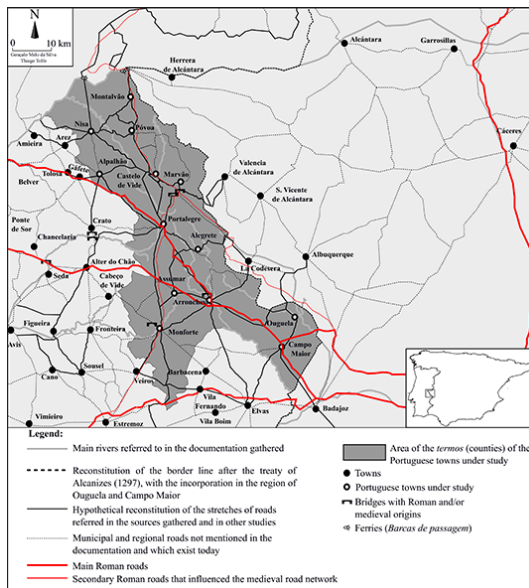 N
0 10 km
Gonçalo Melo da Silva
Thiago Tolfo
Alcántara
Garrosillas
Herrera
de Alcántara
Montalvão
Cáceres
Nisa
Póvoa
Amieira
Arez
Alpalhão
Castelo
de Vide
Marvão
Valencia
de Alcántara
Gáfete
Tolosa
Belver
S. Vicente
de Alcántara
Ponte
de Sor
Crato
Portalegre
Chancelaria
Alegrete
Alter do Chão
La Codosera
Albuquerque
Seda
Cabeço
de Vide
Assumar
Arronches
Ouguela
Figueira
Fronteira
Monforte
Campo
Maior
Avis
Cano
Sousel
Veiros
Barbacena
Vila
Fernando
Elvas
Badajoz
Vimieiro
Estremoz
Vila Boim
Legend:
Main rivers referred to in the documentation gathered
Reconstitution of the border line after the treaty of
Alcanizes (1297), with the incorporation in the region of
Ouguela and Campo Maior
Hypothetical reconstitution of the stretches of roads
referred in the sources gathered and in other studies
Municipal and regional roads not mentioned in the
documentation and which exist today
Main Roman roads
Secondary Roman roads that influenced the medieval road network
Area of the termos (counties) of the
Portuguese towns under study
Towns
Portuguese towns under study
Bridges with Roman and/or
medieval origins
Ferries (Barcas de passagem)